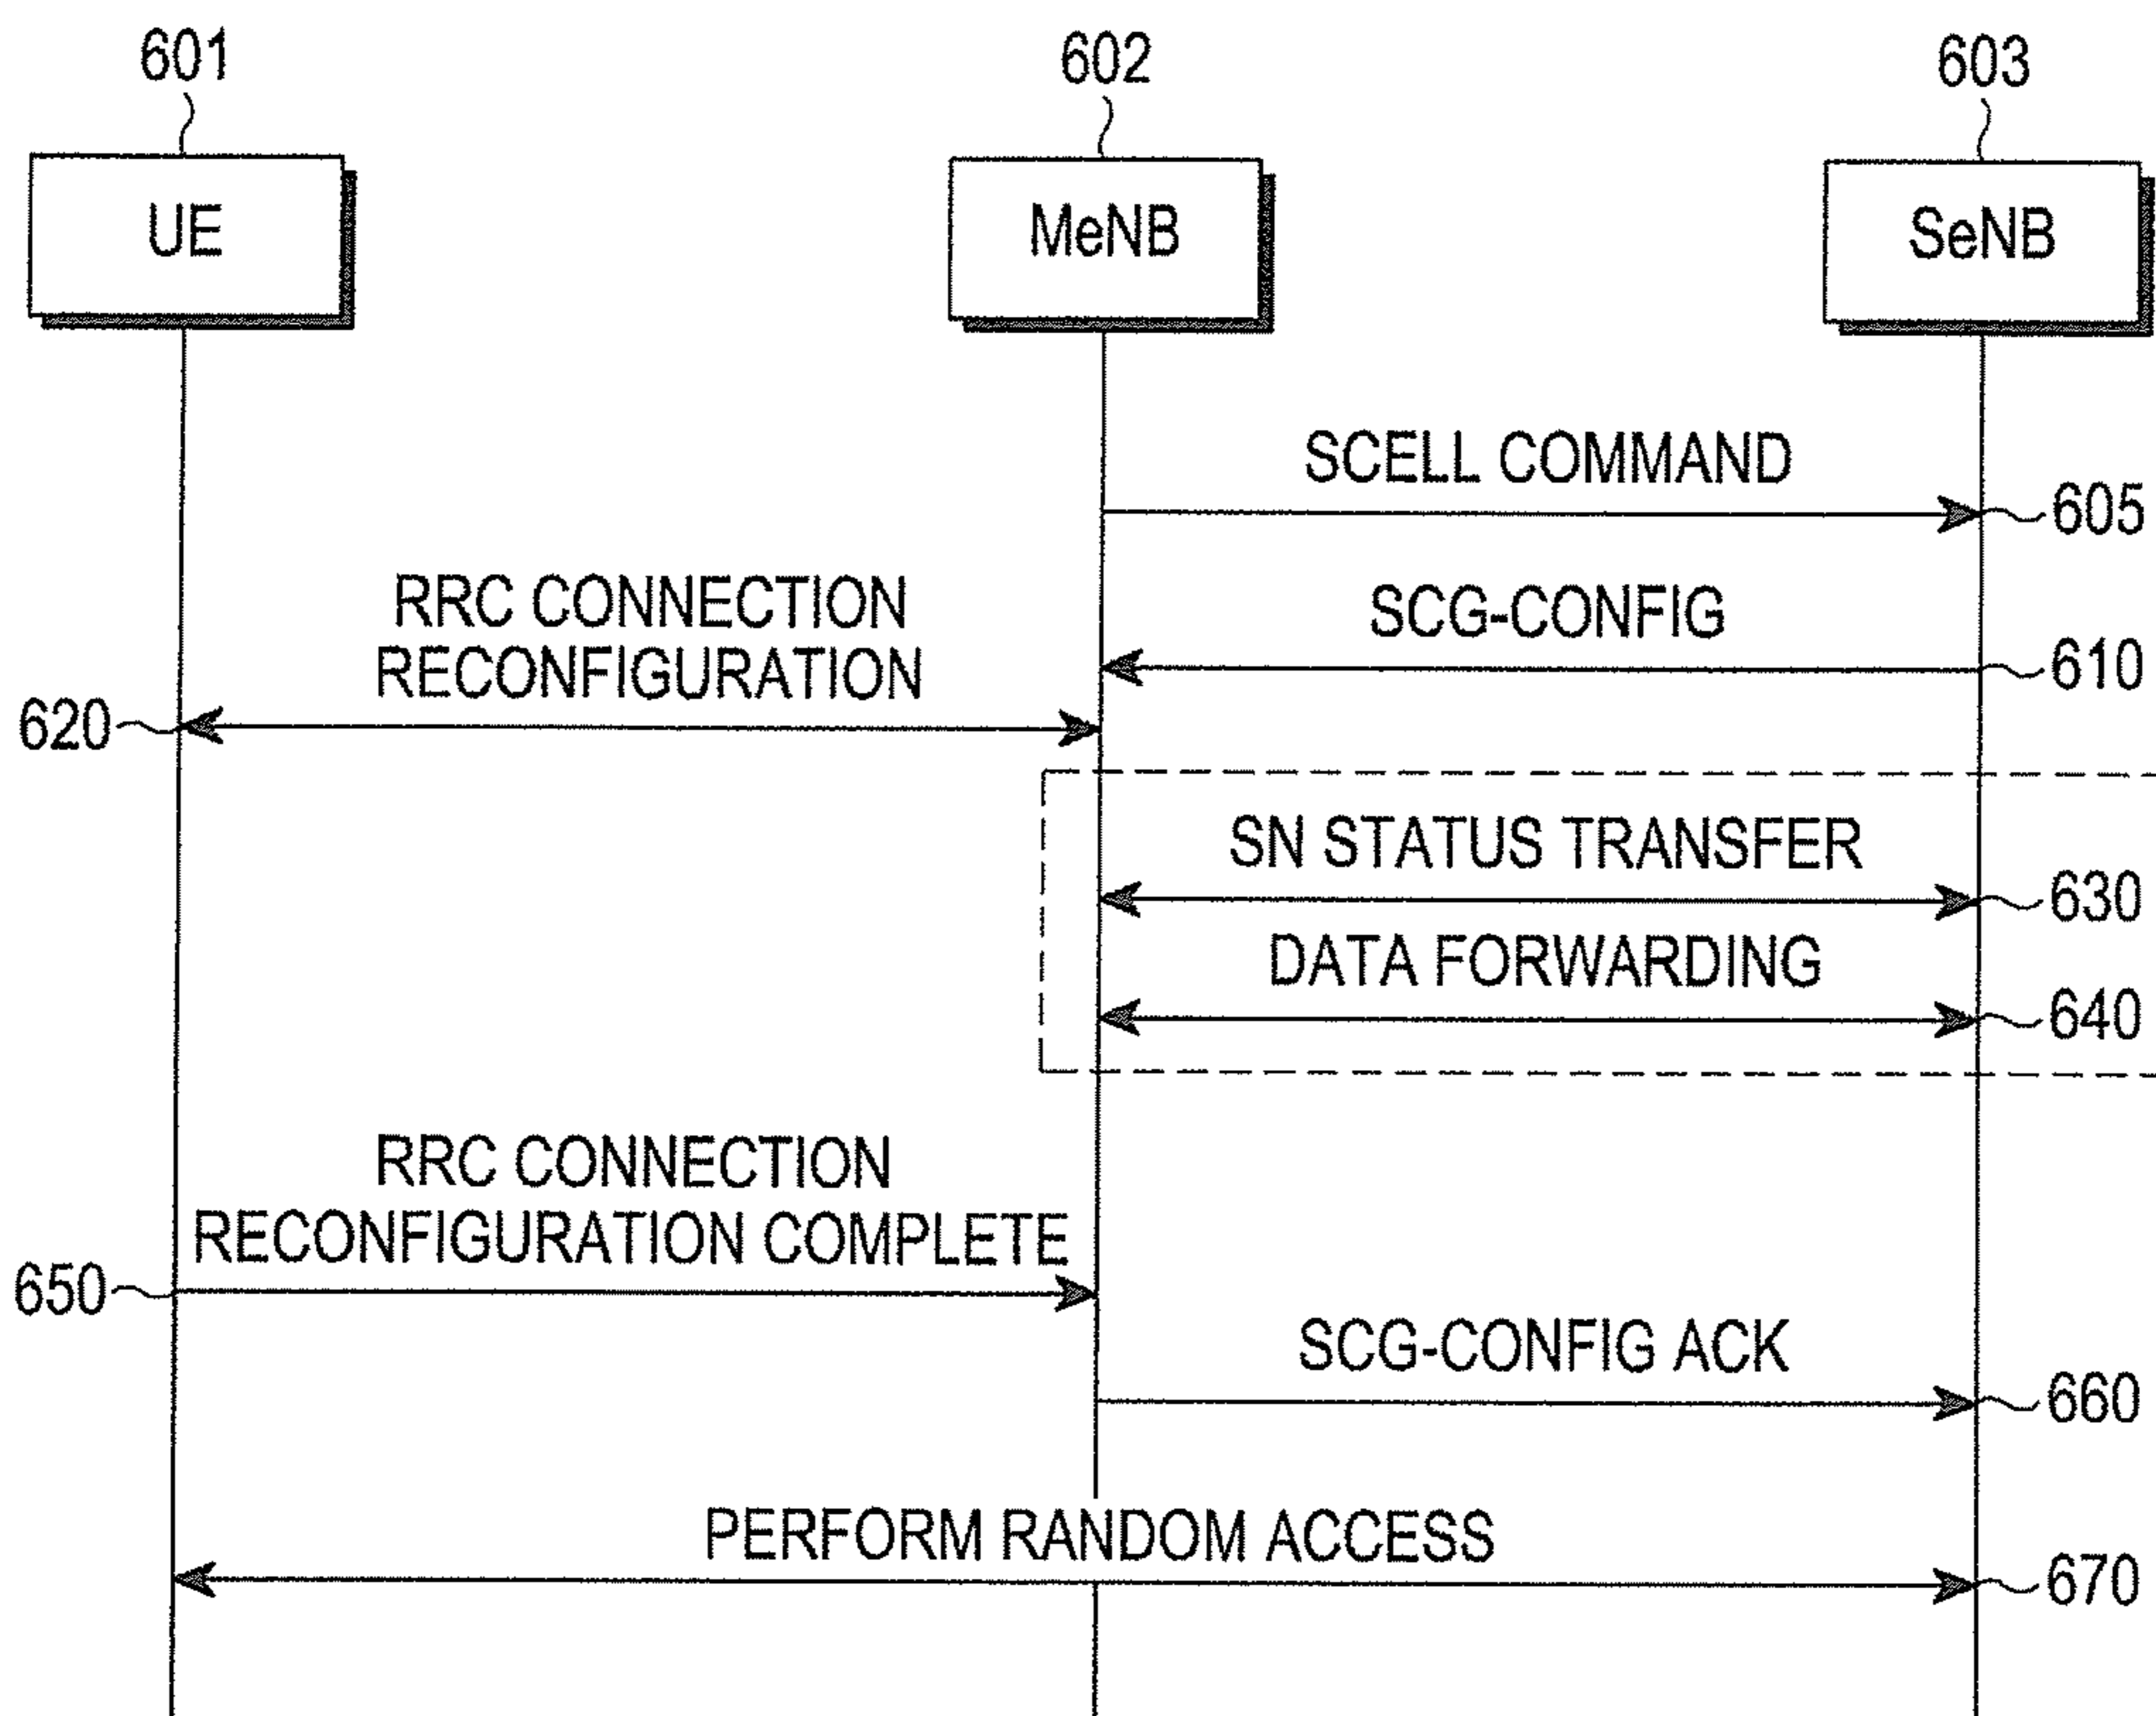 601
602
603
UE
MeNB
SeNB
SCELL COMMAND
605
RRC CONNECTION
RECONFIGURATION
620
SCG-CONFIG
610
SN STATUS TRANSFER
630
DATA FORWARDING
640
RRC CONNECTION
RECONFIGURATION COMPLETE
650
SCG-CONFIG ACK
660
PERFORM RANDOM ACCESS
670